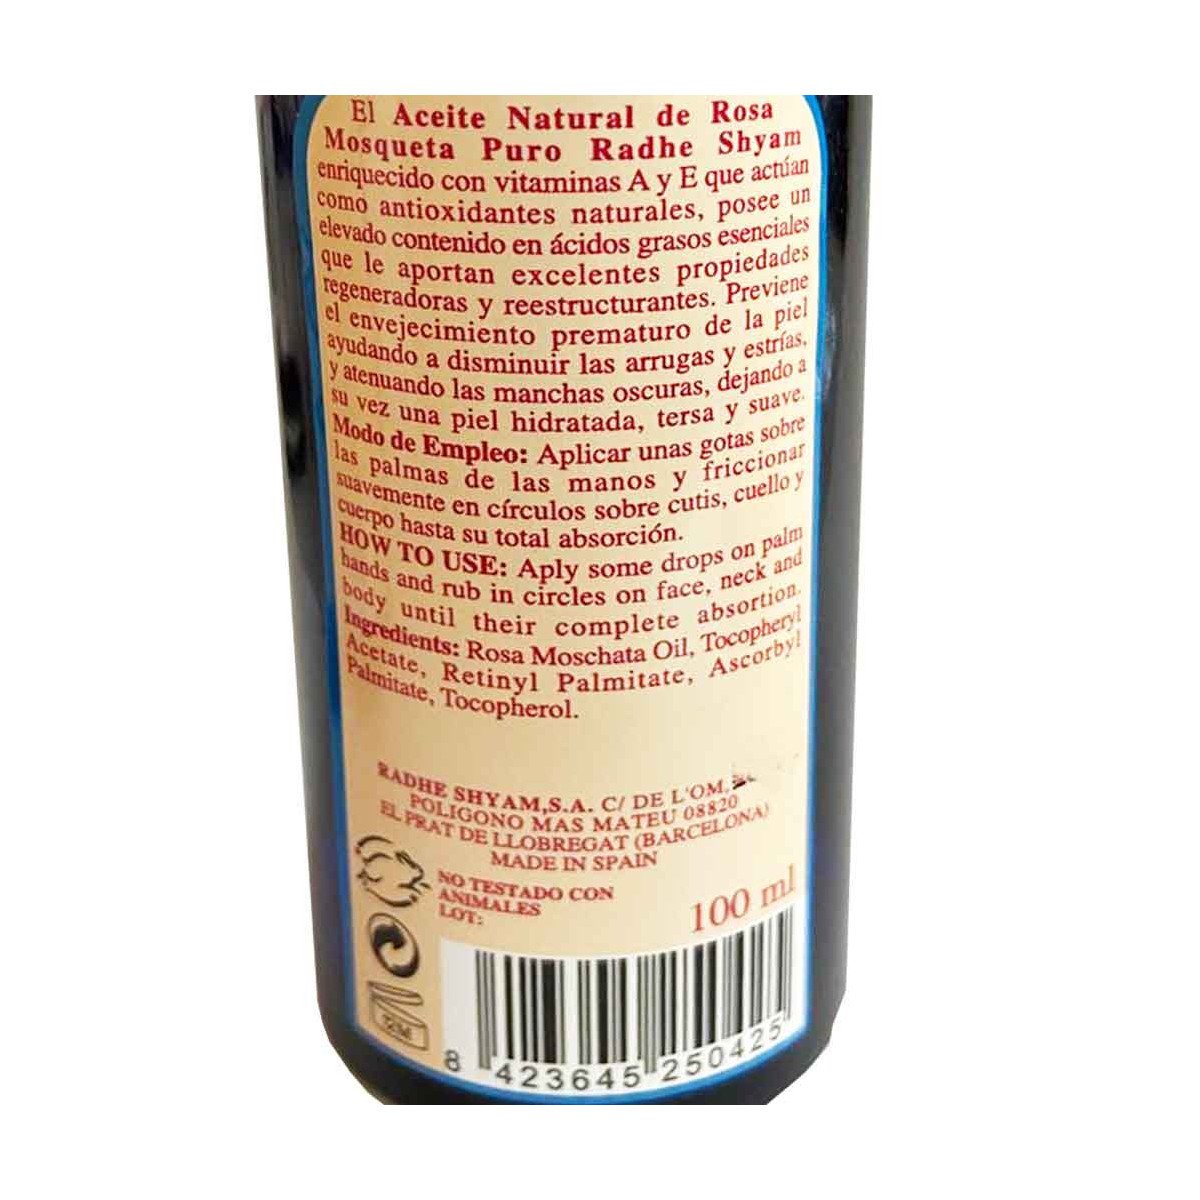 El Aceite Natural de Rosa
Mosqueta Puro Radhe Shyam
enriquecido con vitaminas A y E que actúan
como antioxidantes naturales, posee un
elevado contenido en ácidos grasos esenciales
que le aportan excelentes propiedades
regeneradoras y reestructurantes. Previene
el envejecimiento prematuro de la piel
ayudando a disminuir las arrugas y estrías,
y atenuando las manchas oscuras, dejando a
su vez una piel hidratada, tersa y suave.
Modo de Empleo: Aplicar unas gotas sobre
las palmas de las manos y friccionar
suavemente en círculos sobre cutis, cuello y
cuerpo hasta su total absorción.
HOW TO USE: Aply some drops on palm
hands and rub in circles on face, neck and
body until their complete absortion.
Ingredients: Rosa Moschata Oil, Tocopheryl
Acetate, Retinyl Palmitate, Ascorbyl
Palmitate, Tocopherol.
RADHE SHYAM,S.A. C/ DE L'OM,
POLIGONO MAS MATEU 08820
EL PRAT DE LLOBREGAT (BARCELONA)
MADE IN SPAIN
NO TESTADO CON
ANIMALES
LOT:
100 ml
8 423645 250425